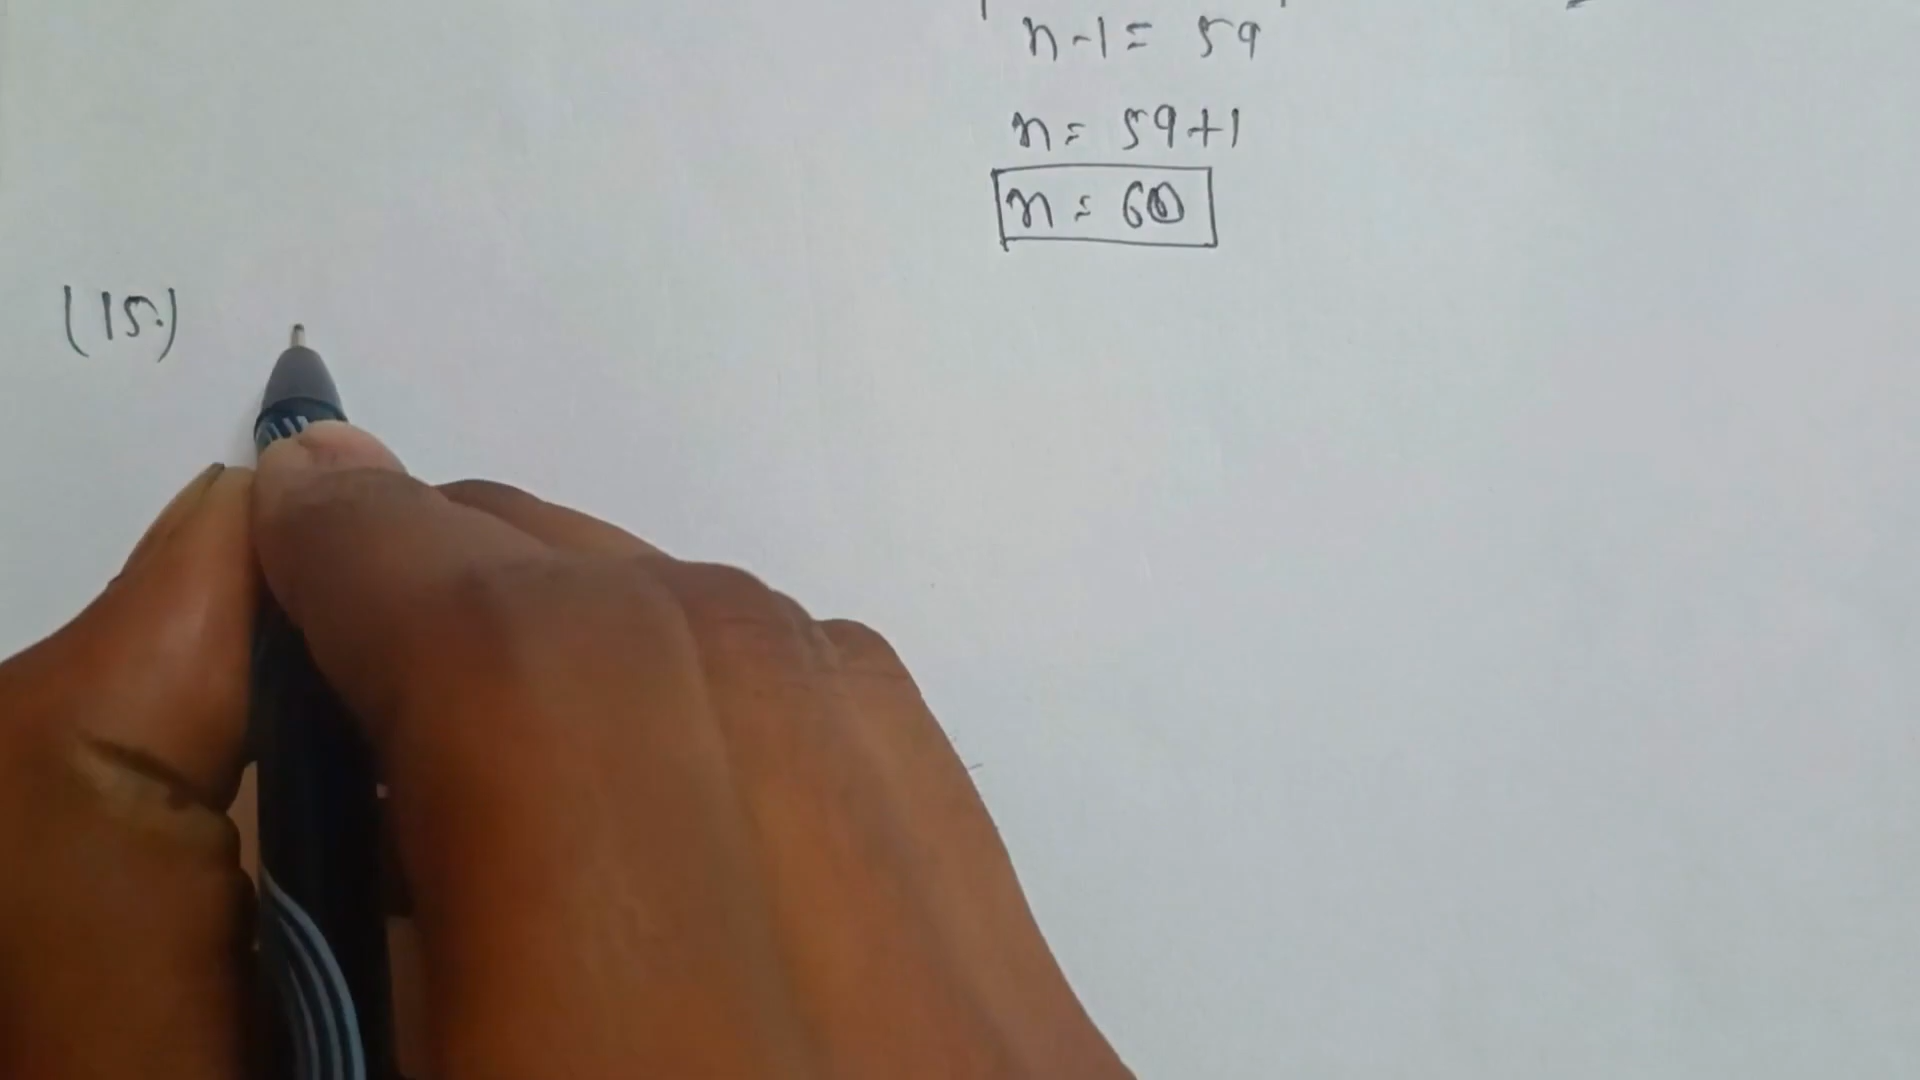 n-1= 59
n= 59+1
n= 60
(15.)